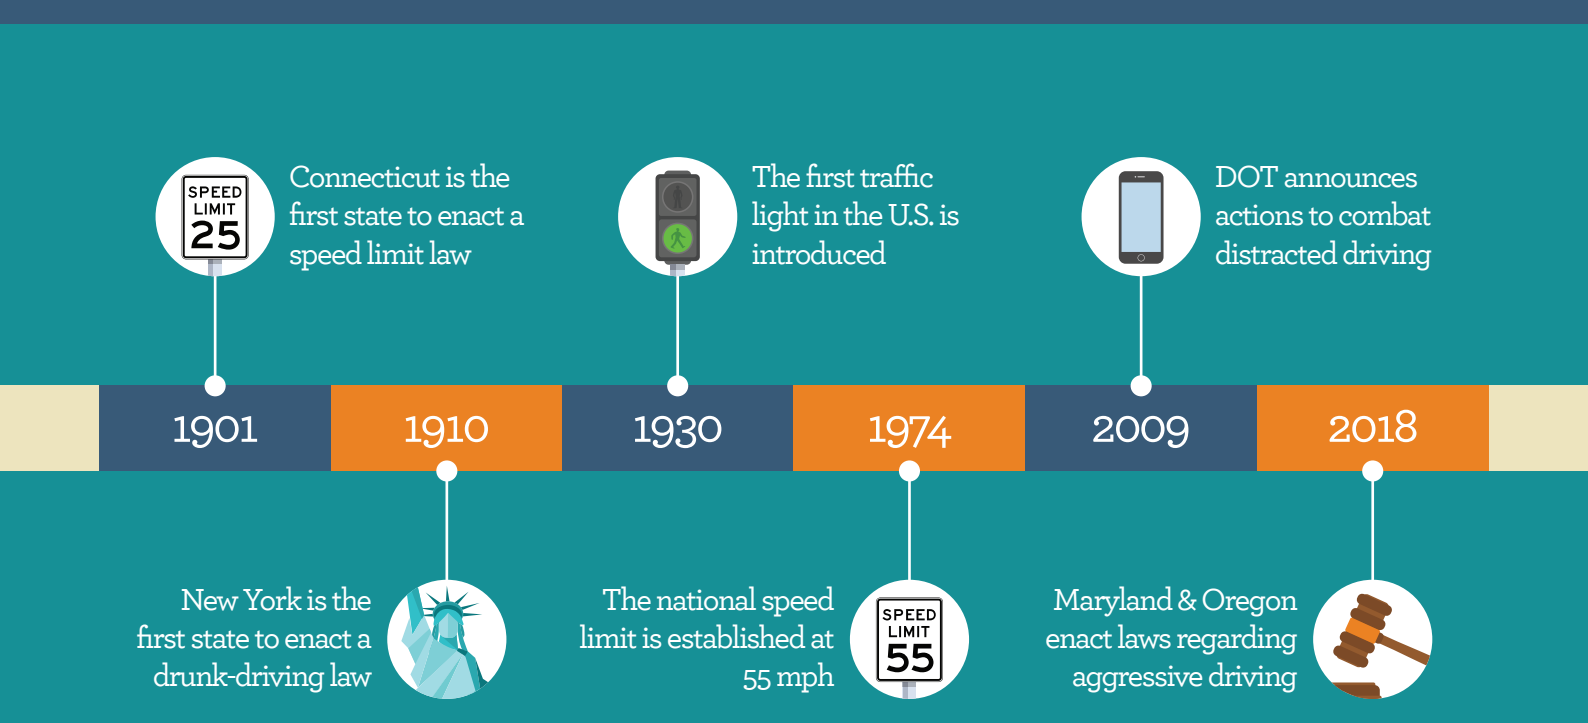 SPEED
LIMIT
25
Connecticut is the
first state to enact a
speed limit law
The first traffic
light in the U.S. is
introduced
DOT announces
actions to combat
distracted driving
1901
1910
1930
1974
2009
2018
New York is the
first state to enact a
drunk-driving law
The national speed
limit is established at
55 mph
SPEED
LIMIT
55
Maryland & Oregon
enact laws regarding
aggressive driving